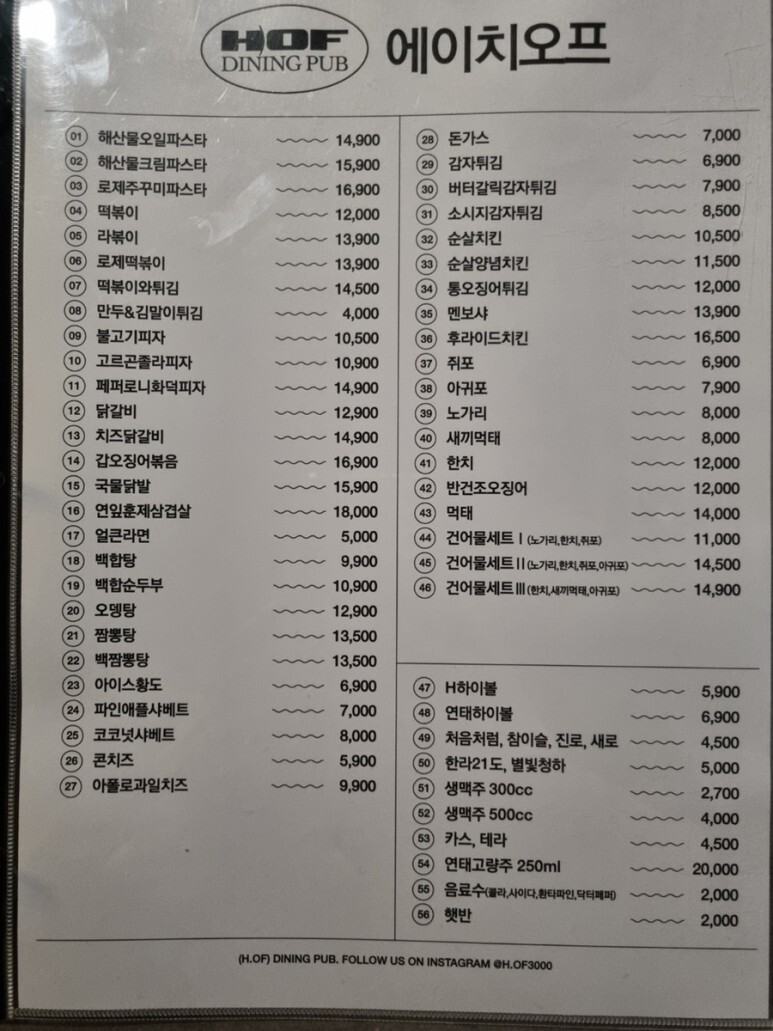 HOF
DINING PUB
에이치오프
01 해산물오일파스타 14,900
02 해산물크림파스타 15,900
03 로제주꾸미파스타 16,900
04 떡볶이 12,000
05 라볶이 13,900
06 로제떡볶이 13,900
07 떡볶이와튀김 14,500
08 만두&김말이튀김 4,000
09 불고기피자 10,500
10 고르곤졸라피자 10,900
11 페퍼로니화덕피자 14,900
12 닭갈비 12,900
13 치즈닭갈비 14,900
14 갑오징어볶음 16,900
15 국물닭발 15,900
16 연잎훈제삼겹살 18,000
17 얼큰라면 5,000
18 백합탕 9,900
19 백합순두부 10,900
20 오뎅탕 12,900
21 짬뽕탕 13,500
22 백짬뽕탕 13,500
23 아이스황도 6,900
24 파인애플샤베트 7,000
25 코코넛샤베트 8,000
26 콘치즈 5,900
27 아폴로과일치즈 9,900
28 돈가스 7,000
29 감자튀김 6,900
30 버터갈릭감자튀김 7,900
31 소시지감자튀김 8,500
32 순살치킨 10,500
33 순살양념치킨 11,500
34 통오징어튀김 12,000
35 멘보샤 13,900
36 후라이드치킨 16,500
37 쥐포 6,900
38 아귀포 7,900
39 노가리 8,000
40 새끼먹태 8,000
41 한치 12,000
42 반건조오징어 12,000
43 먹태 14,000
44 건어물세트Ⅰ(노가리,한치,쥐포) 11,000
45 건어물세트Ⅱ(노가리,한치,쥐포,아귀포) 14,500
46 건어물세트Ⅲ(한치,새끼먹태,아귀포) 14,900
47 H하이볼 5,900
48 연태하이볼 6,900
49 처음처럼, 참이슬, 진로, 새로 4,500
50 한라21도, 별빛청하 5,000
51 생맥주 300cc 2,700
52 생맥주 500cc 4,000
53 카스, 테라 4,500
54 연태고량주 250ml 20,000
55 음료수(콜라,사이다,환타파인,닥터페퍼) 2,000
56 햇반 2,000
(H.OF) DINING PUB. FOLLOW US ON INSTAGRAM @H.OF3000